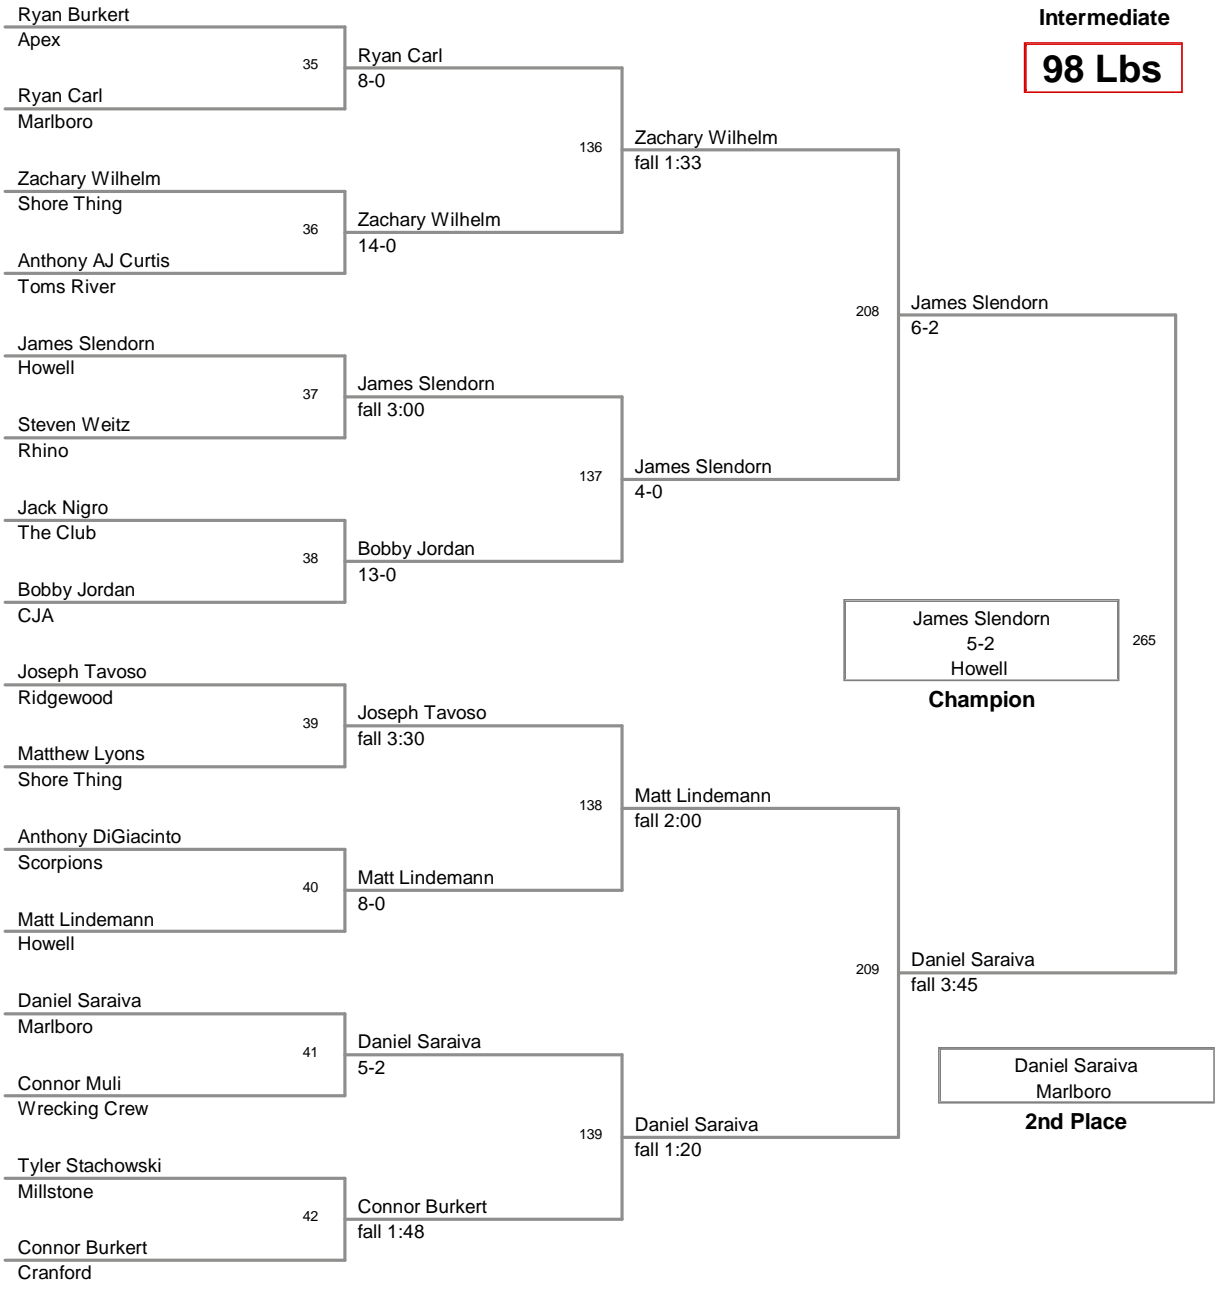 Ryan Burkert
Apex
35
Ryan Carl
Marlboro
Ryan Carl
8-0
Zachary Wilhelm
Shore Thing
36
Anthony AJ Curtis
Toms River
Zachary Wilhelm
14-0
136
Zachary Wilhelm
fall 1:33
James Slendorn
Howell
37
Steven Weitz
Rhino
James Slendorn
fall 3:00
Jack Nigro
The Club
38
Bobby Jordan
CJA
Bobby Jordan
13-0
137
James Slendorn
4-0
208
James Slendorn
6-2
Joseph Tavoso
Ridgewood
39
Matthew Lyons
Shore Thing
Joseph Tavoso
fall 3:30
Anthony DiGiacinto
Scorpions
40
Matt Lindemann
Howell
Matt Lindemann
8-0
138
Matt Lindemann
fall 2:00
Daniel Saraiva
Marlboro
41
Connor Muli
Wrecking Crew
Daniel Saraiva
5-2
Tyler Stachowski
Millstone
42
Connor Burkert
Cranford
Connor Burkert
fall 1:48
139
Daniel Saraiva
fall 1:20
209
Daniel Saraiva
fall 3:45
Intermediate
98 Lbs
James Slendorn
5-2
Howell
265
Champion
Daniel Saraiva
Marlboro
2nd Place